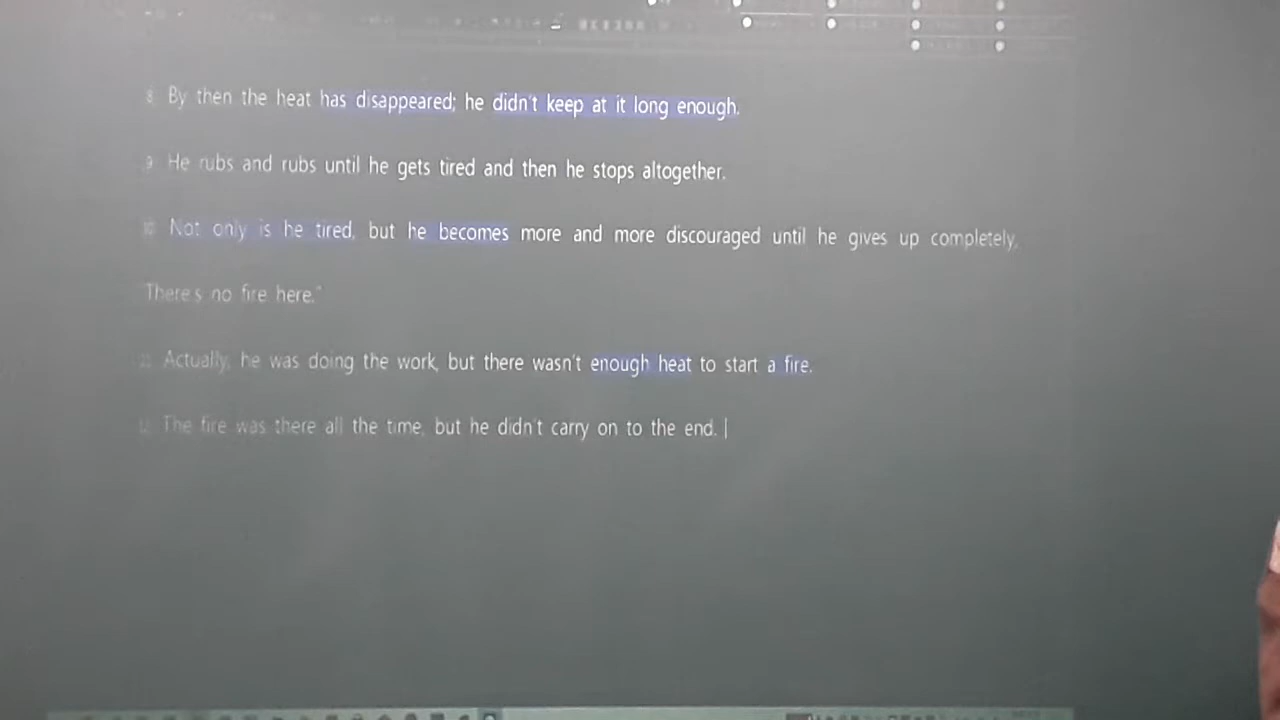 8 By then the heat has disappeared; he didn't keep at it long enough.
9 He rubs and rubs until he gets tired and then he stops altogether.
10 Not only is he tired, but he becomes more and more discouraged until he gives up completely,
"There's no fire here."
11 Actually, he was doing the work, but there wasn't enough heat to start a fire.
12 The fire was there all the time, but he didn't carry on to the end.